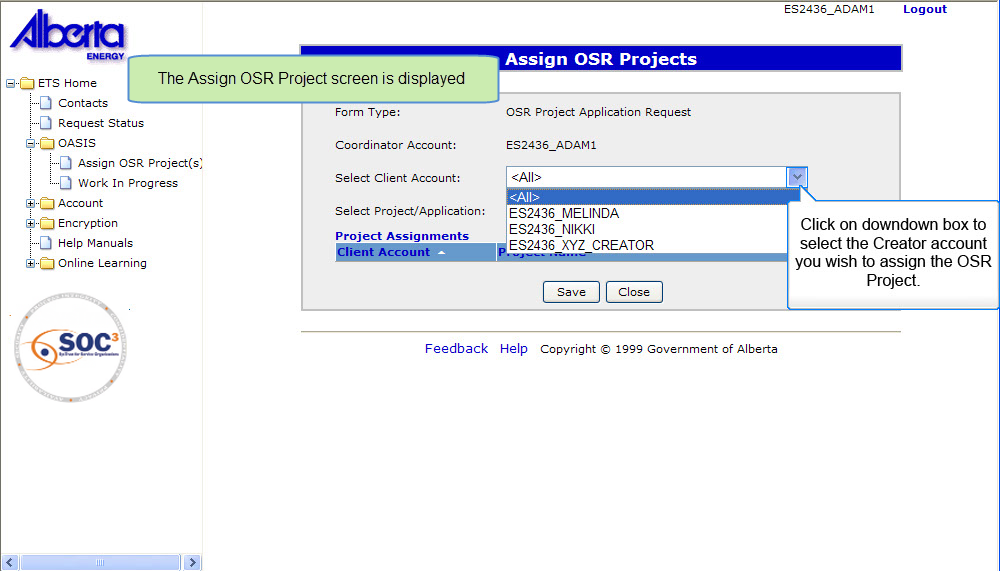 ES2436_ADAM1 Logout
Alberta
ENERGY
Assign OSR Projects
The Assign OSR Project screen is displayed
ETS Home
Contacts
Request Status
OASIS
Assign OSR Project(s)
Work In Progress
Account
Encryption
Help Manuals
Online Learning
SOC3
Form Type: OSR Project Application Request
Coordinator Account: ES2436_ADAM1
Select Client Account: <All>
<All>
ES2436_MELINDA
ES2436_NIKKI
ES2436_XYZ_CREATOR
Select Project/Application:
Project Assignments
Client Account Project Name
Click on downdown box to
select the Creator account
you wish to assign the OSR
Project.
Save Close
Feedback Help Copyright © 1999 Government of Alberta